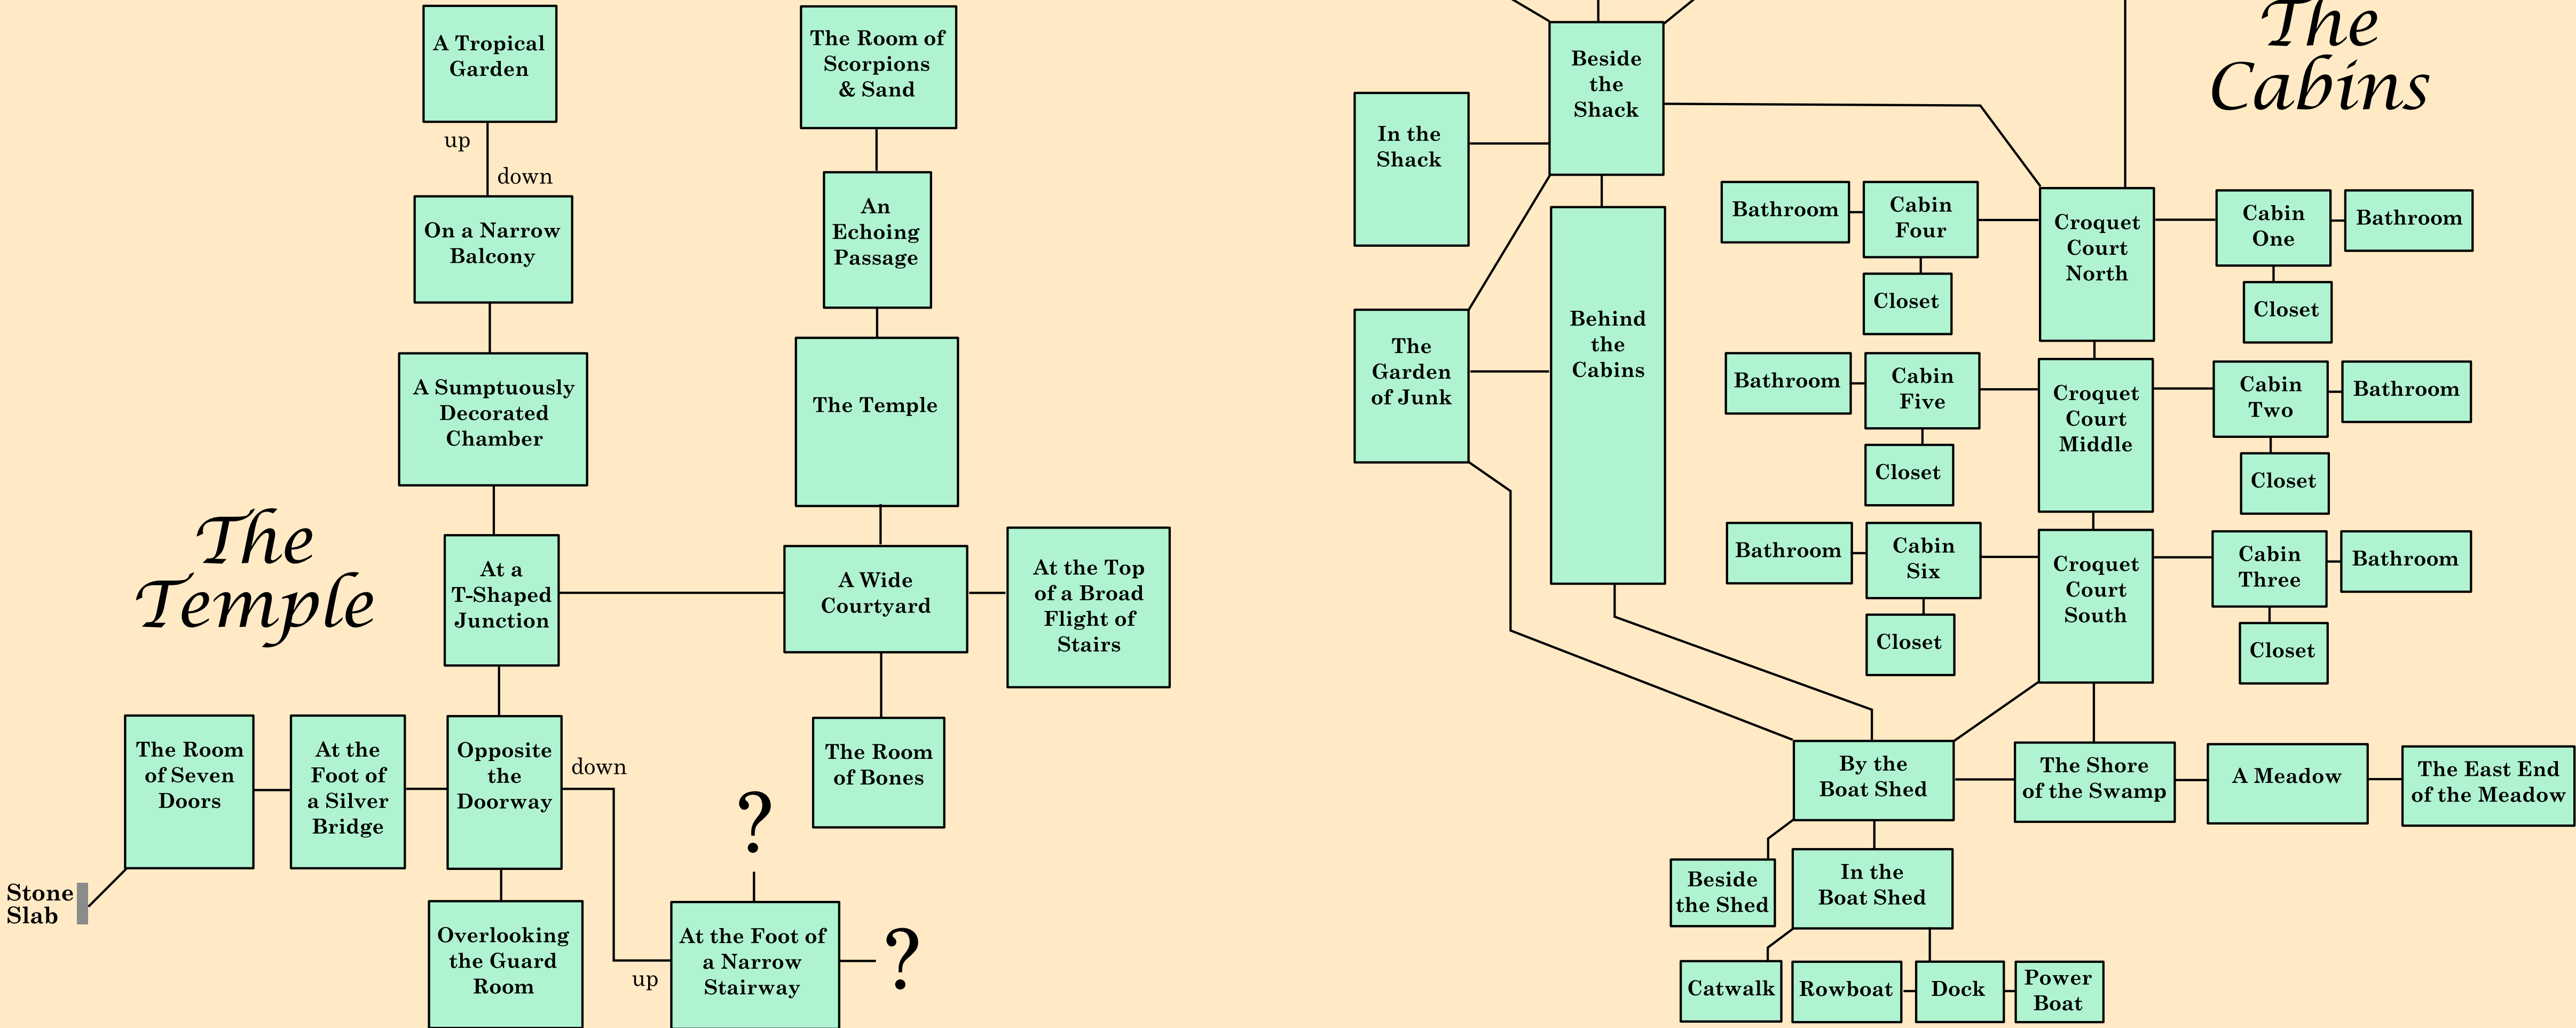 A Tropical
Garden
up
down
On a Narrow
Balcony
A Sumptuously
Decorated
Chamber
At a
T-Shaped
Junction
The
Temple
The Room
of Seven
Doors
At the
Foot of
a Silver
Bridge
Opposite
the
Doorway
down
Stone
Slab
Overlooking
the Guard
Room
up
At the Foot of
a Narrow
Stairway
?
?
The Room of
Scorpions
& Sand
An
Echoing
Passage
The Temple
A Wide
Courtyard
At the Top
of a Broad
Flight of
Stairs
The Room
of Bones
The
Cabins
Beside
the
Shack
In the
Shack
The
Garden
of Junk
Behind
the
Cabins
Bathroom
Cabin
Four
Closet
Croquet
Court
North
Cabin
One
Bathroom
Closet
Bathroom
Cabin
Five
Closet
Croquet
Court
Middle
Cabin
Two
Bathroom
Closet
Bathroom
Cabin
Six
Closet
Croquet
Court
South
Cabin
Three
Bathroom
Closet
By the
Boat Shed
The Shore
of the Swamp
A Meadow
The East End
of the Meadow
Beside
the Shed
In the
Boat Shed
Catwalk
Rowboat
Dock
Power
Boat